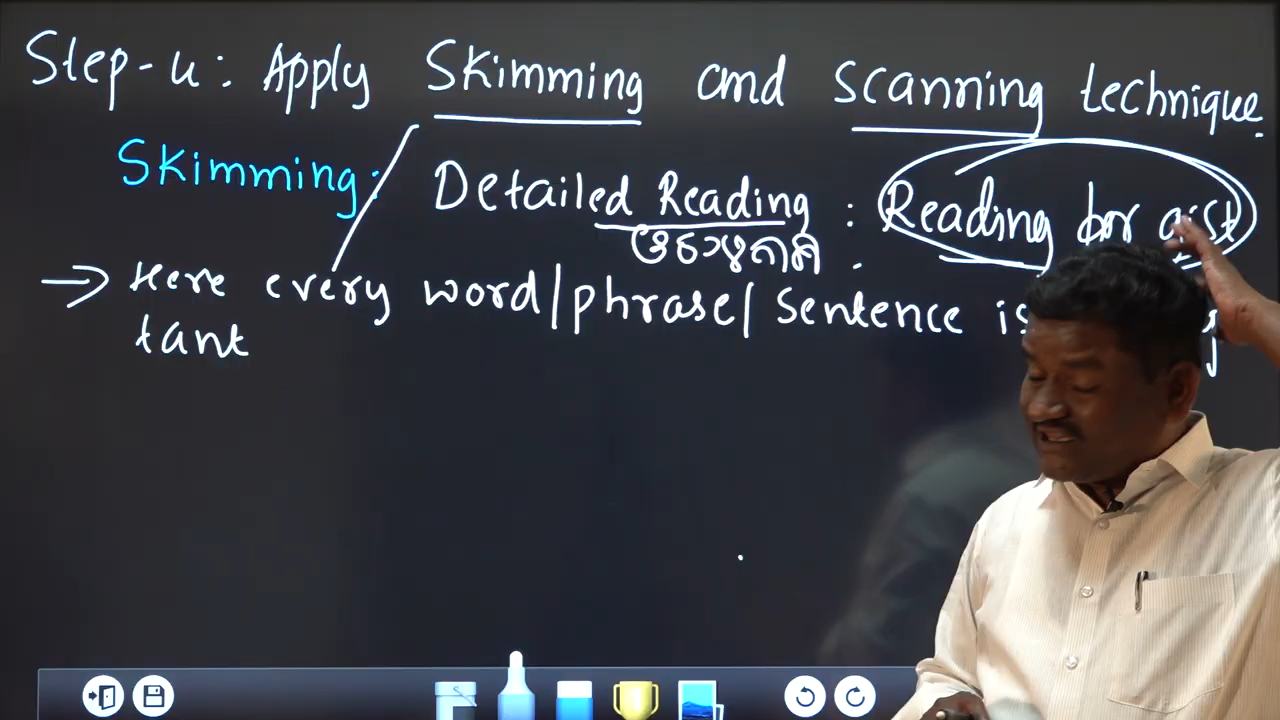 Step-4: Apply Skimming and scanning technique.
Skimming: Detailed Reading : Reading for gist
→ Here every word/phrase/sentence is
tant